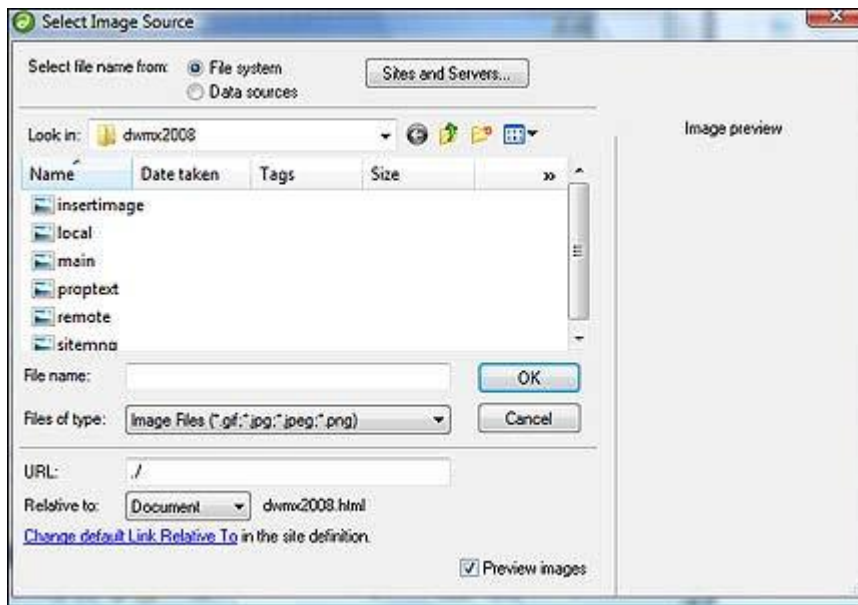 Select Image Source
Select file name from: File system Sites and Servers...
Data sources
Look in: dwmx2008
Image preview
Name Date taken Tags Size »
insertimage
local
main
proptext
remote
sitemng
File name: OK
Files of type: Image Files (*.gif;*.jpg;*.jpeg;*.png) Cancel
URL: ./
Relative to: Document dwmx2008.html
Change default Link Relative To in the site definition.
Preview images